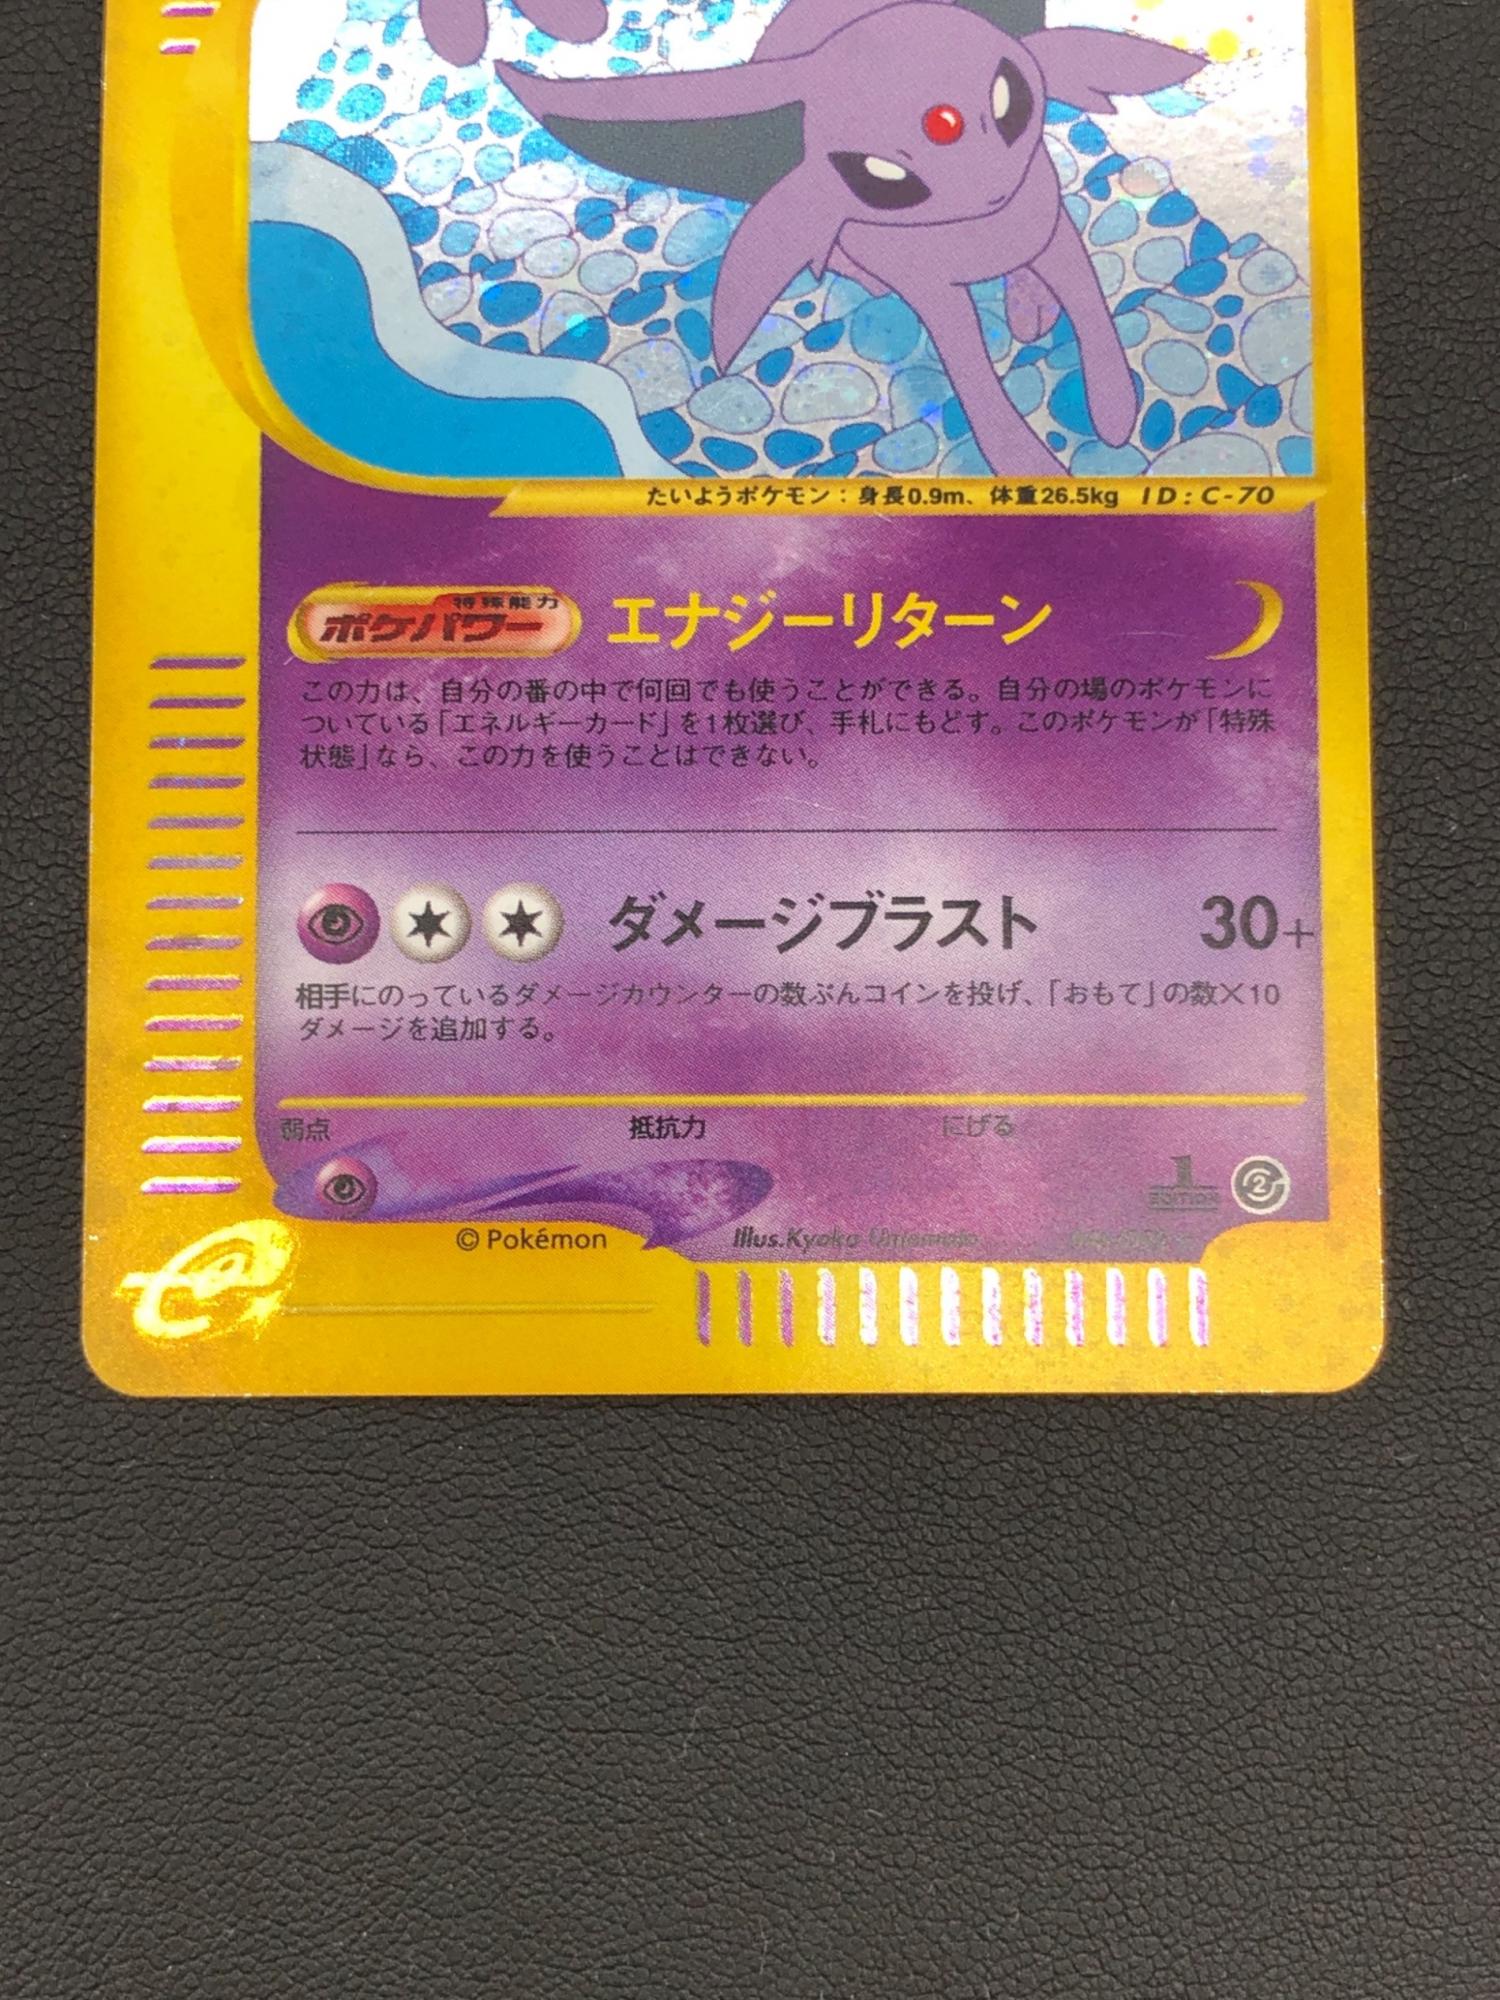 たいようポケモン：身長0.9m、体重26.5kg ID：C-70
特殊能力
ポケパワー エナジーリターン
この力は、自分の番の中で何回でも使うことができる。自分の場のポケモンに
ついている「エネルギーカード」を1枚選び、手札にもどす。このポケモンが「特殊
状態」なら、この力を使うことはできない。
ダメージブラスト 30+
相手にのっているダメージカウンターの数ぶんコインを投げ、「おもて」の数×10
ダメージを追加する。
弱点 抵抗力 にげる
1
EDITION
2
© Pokémon Illus.Kyoko Umemoto
e